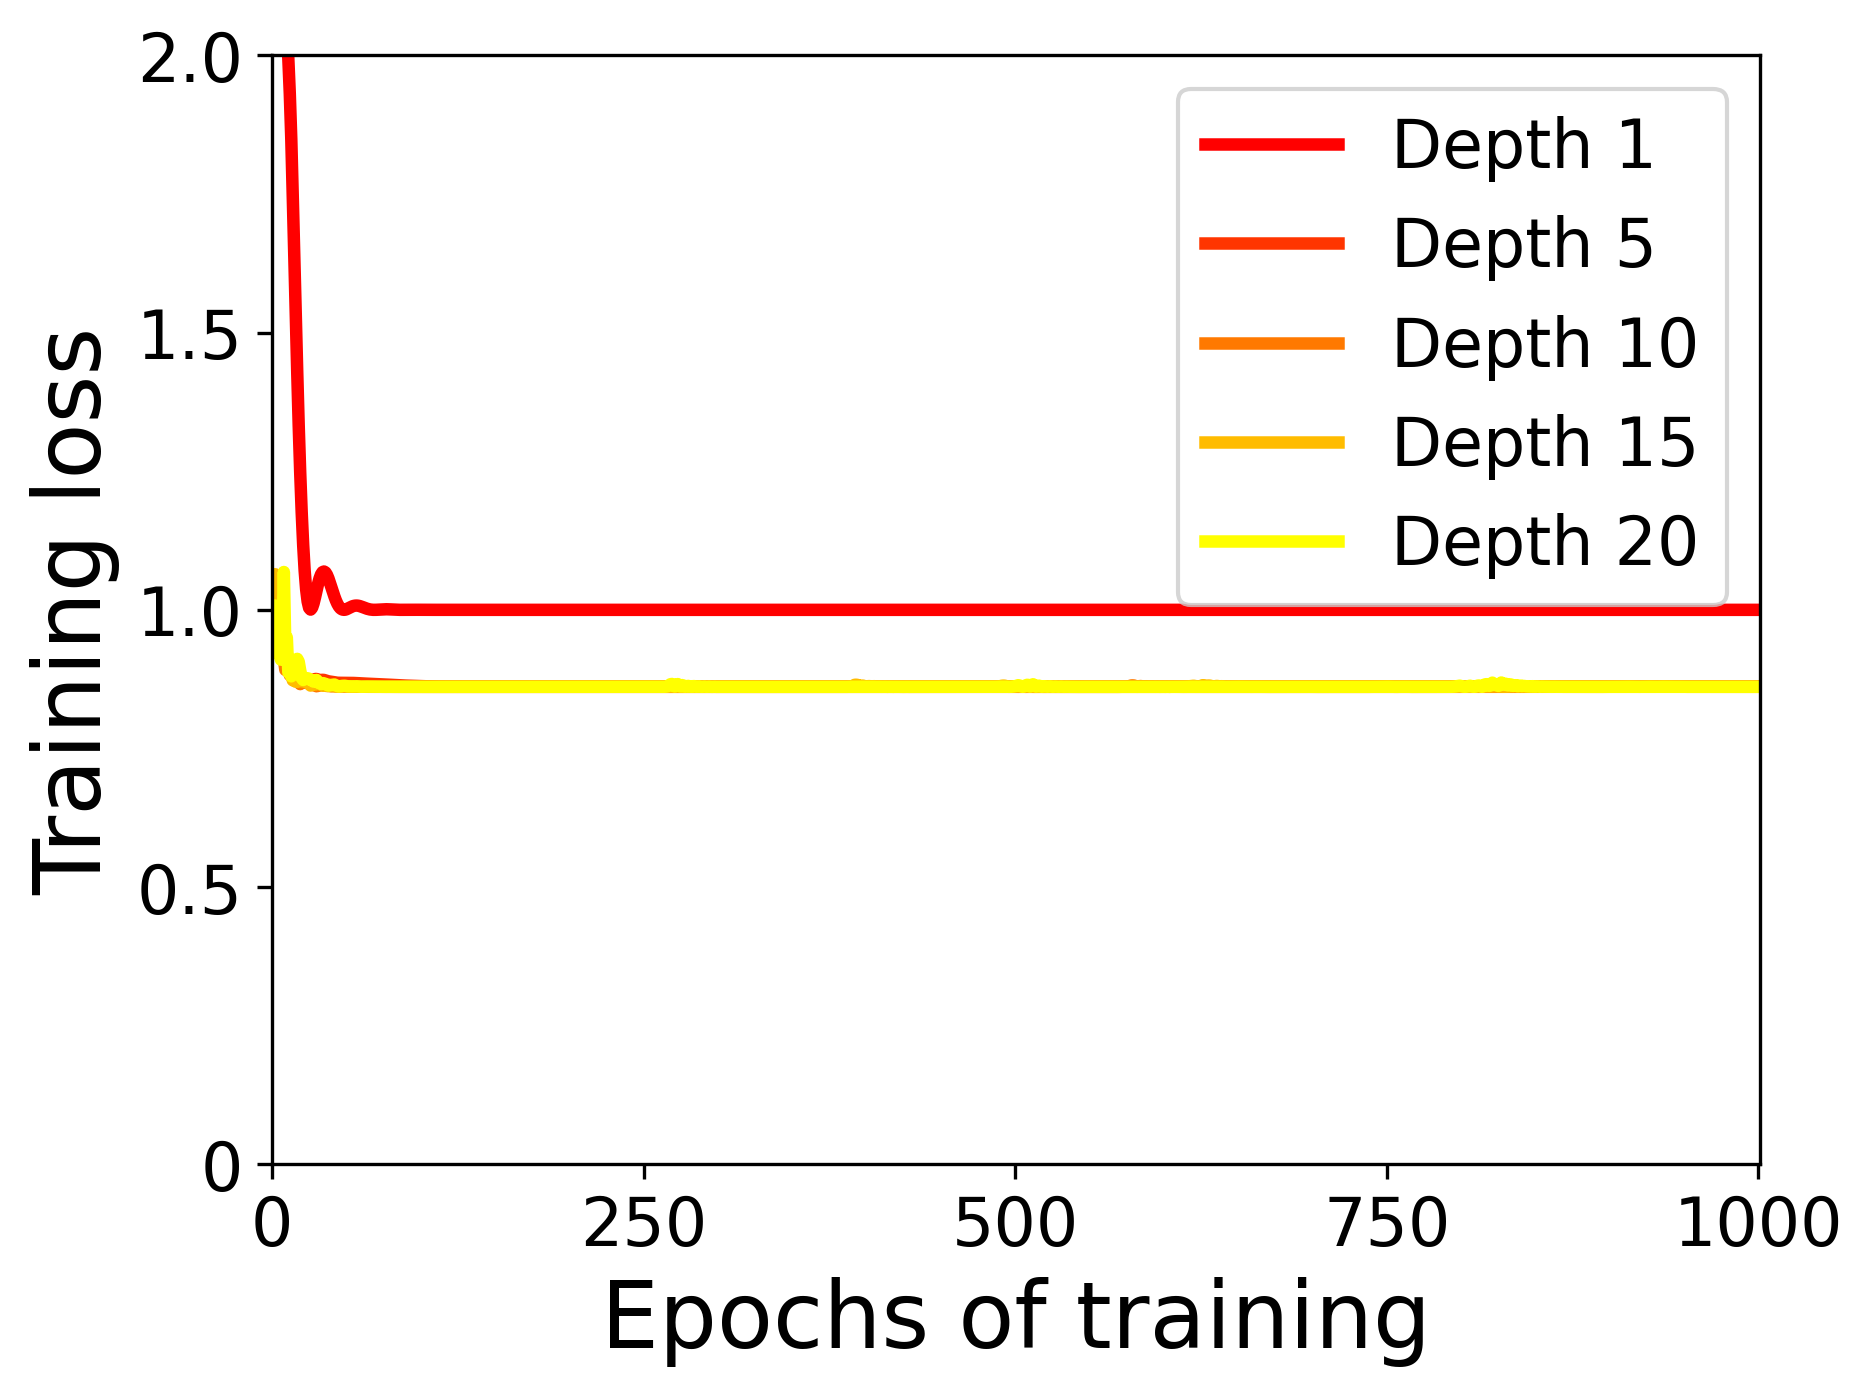 2.0
1.5
1.0
0.5
0
Training loss
Depth 1
Depth 5
Depth 10
Depth 15
Depth 20
0 250 500 750 1000
Epochs of training